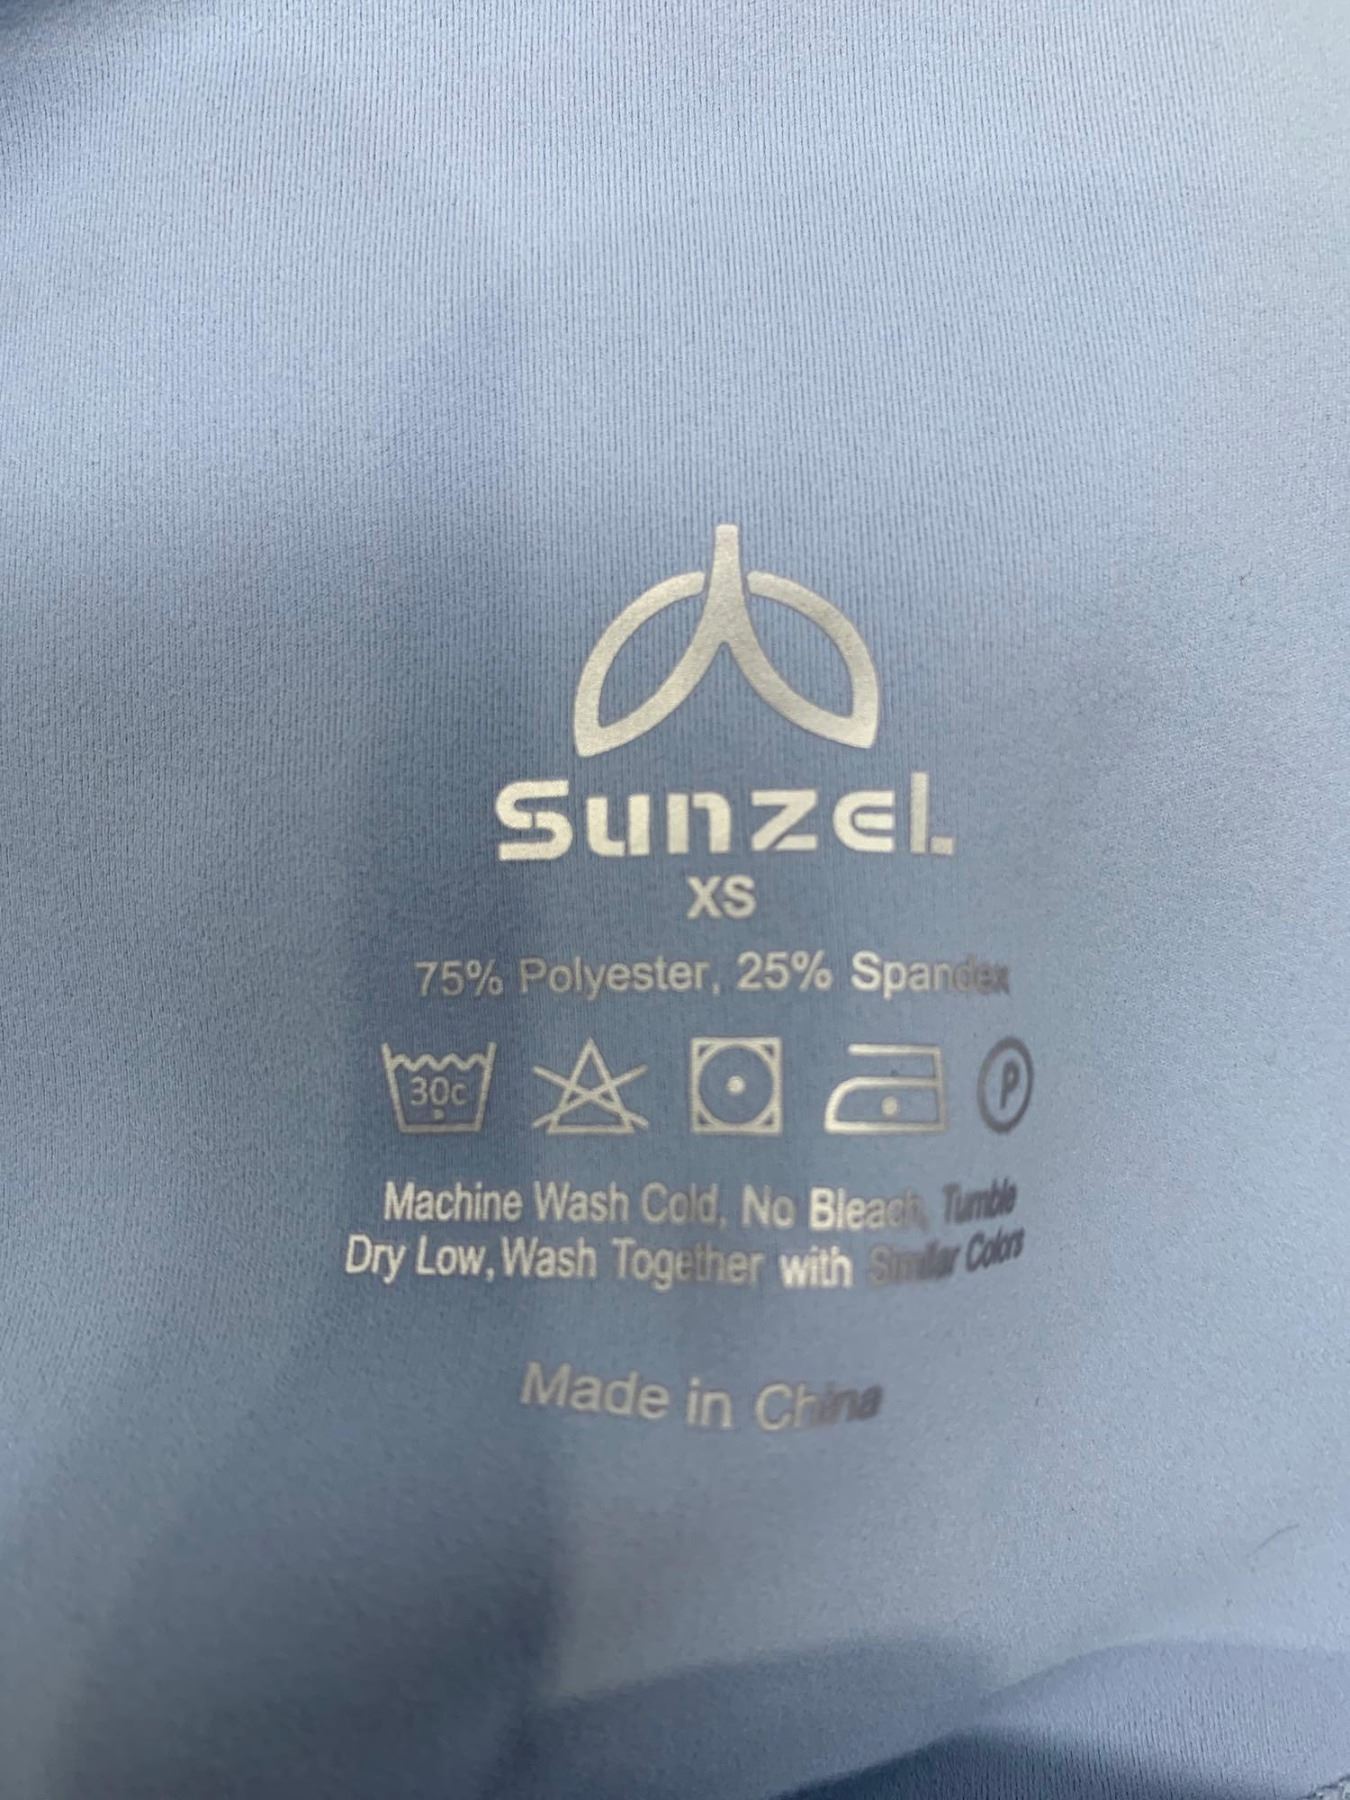 Sunzel
XS
75% Polyester, 25% Spandex
30c
P
Machine Wash Cold, No Bleach, Tumble
Dry Low, Wash Together with Similar Colors
Made in China